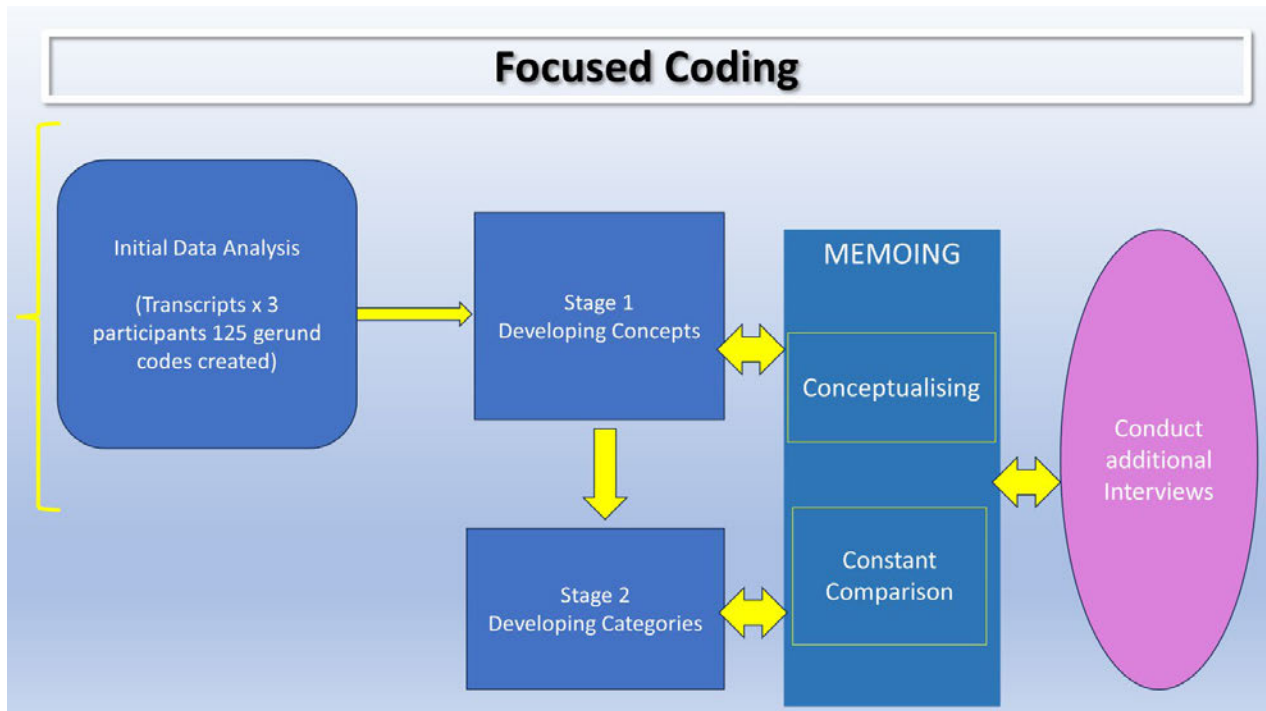 Focused Coding
Initial Data Analysis
(Transcripts x 3
participants 125 gerund
codes created)
Stage 1
Developing Concepts
Stage 2
Developing Categories
MEMOING
Conceptualising
Constant
Comparison
Conduct
additional
Interviews